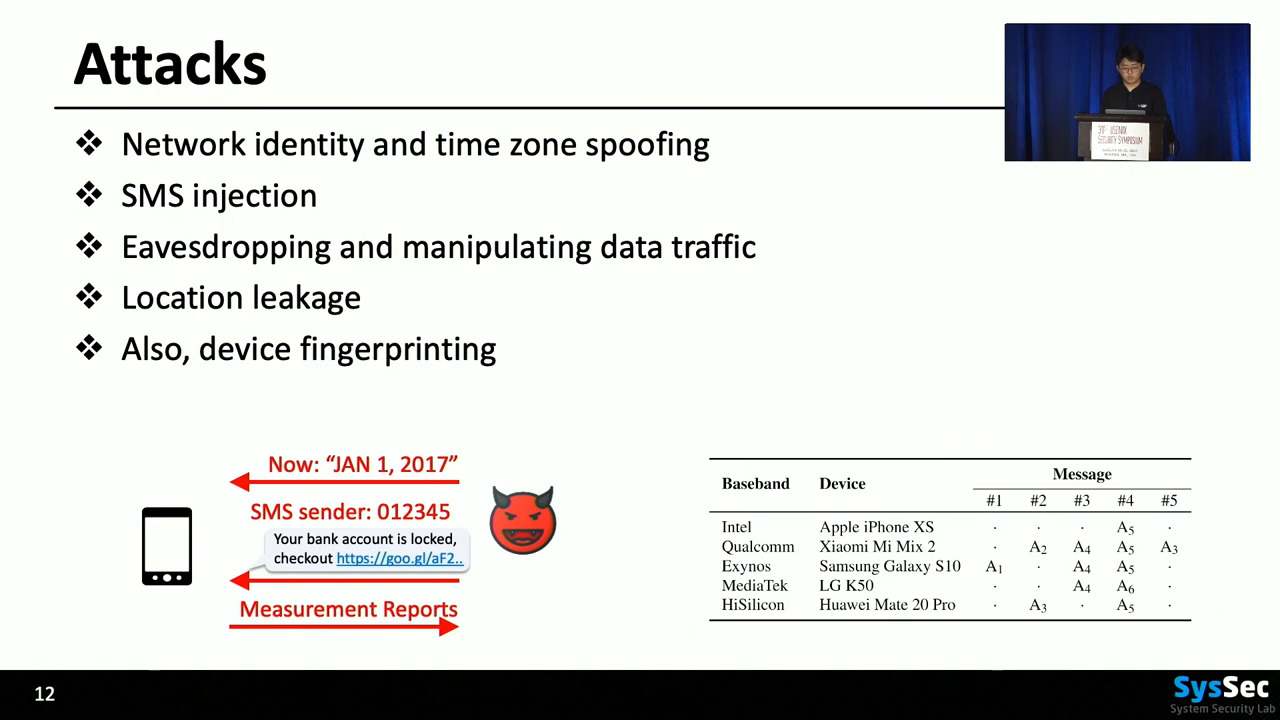 Attacks
❖ Network identity and time zone spoofing
❖ SMS injection
❖ Eavesdropping and manipulating data traffic
❖ Location leakage
❖ Also, device fingerprinting
31ST USENIX
SECURITY SYMPOSIUM
Now: “JAN 1, 2017”
SMS sender: 012345
Your bank account is locked,
checkout https://goo.gl/aF2..
Measurement Reports
Baseband Device Message
#1 #2 #3 #4 #5
Intel Apple iPhone XS · · · A5 ·
Qualcomm Xiaomi Mi Mix 2 · A2 A4 A5 A3
Exynos Samsung Galaxy S10 A1 · A4 A5 ·
MediaTek LG K50 · · A4 A6 ·
HiSilicon Huawei Mate 20 Pro · A3 · A5 ·
12
SysSec
System Security Lab